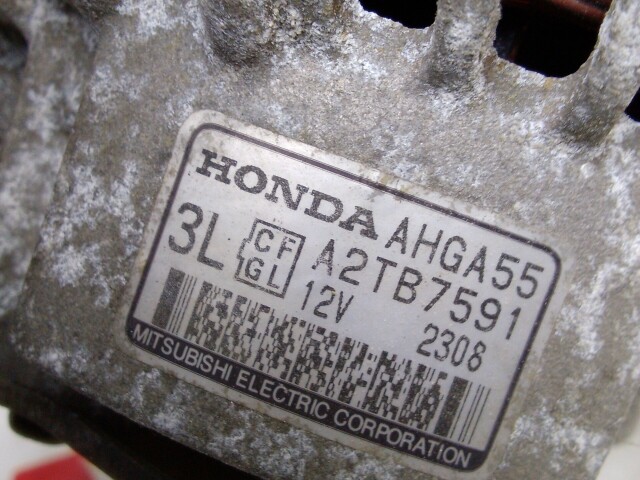 HONDA AHGA55
3L CF GL A2TB7591
12V 2308
MITSUBISHI ELECTRIC CORPORATION